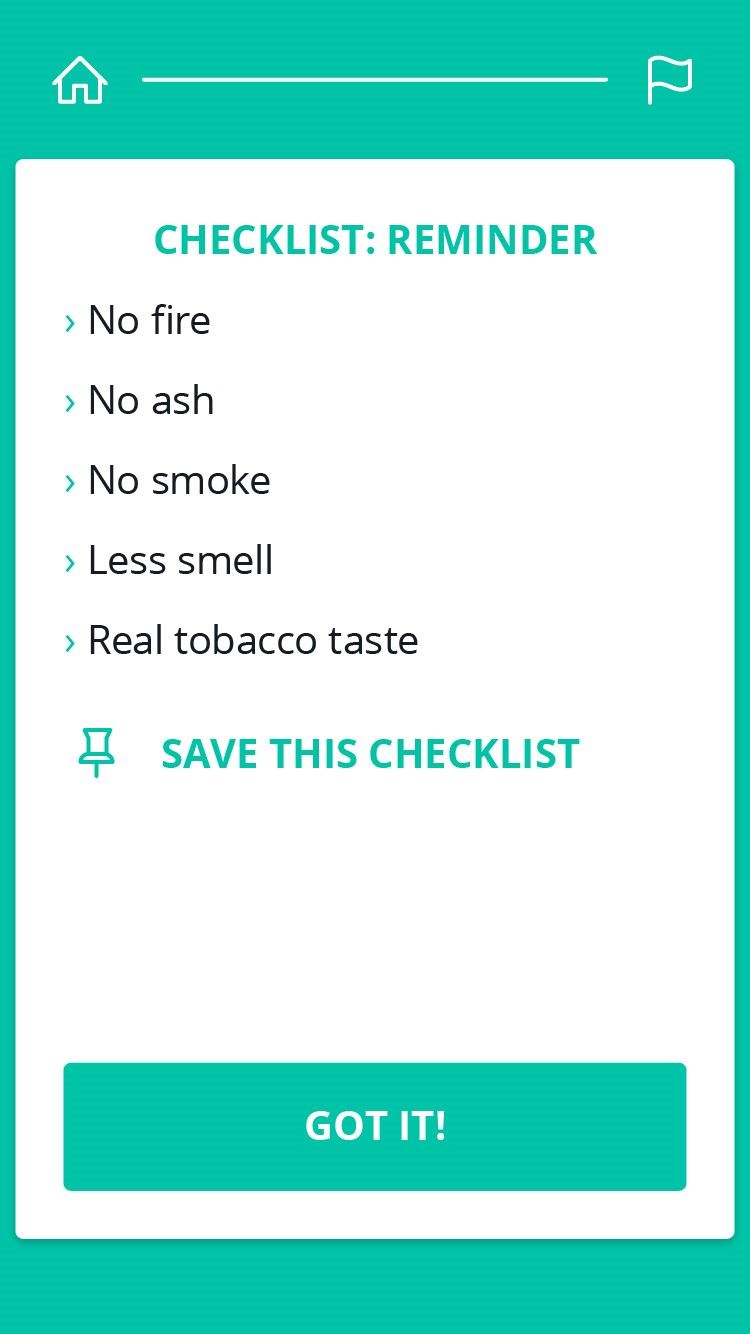 CHECKLIST: REMINDER
› No fire
› No ash
› No smoke
› Less smell
› Real tobacco taste
SAVE THIS CHECKLIST
GOT IT!